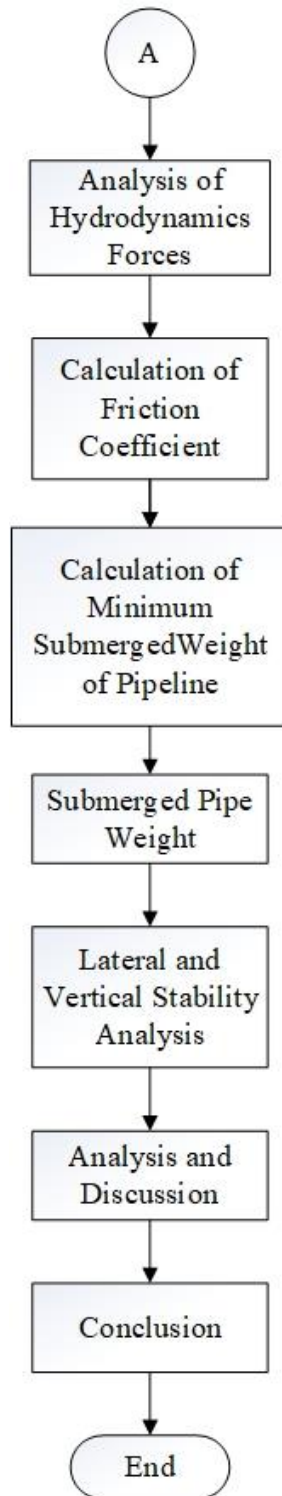 A
Analysis of
Hydrodynamics
Forces
Calculation of
Friction
Coefficient
Calculation of
Minimum
SubmergedWeight
of Pipeline
Submerged Pipe
Weight
Lateral and
Vertical Stability
Analysis
Analysis and
Discussion
Conclusion
End